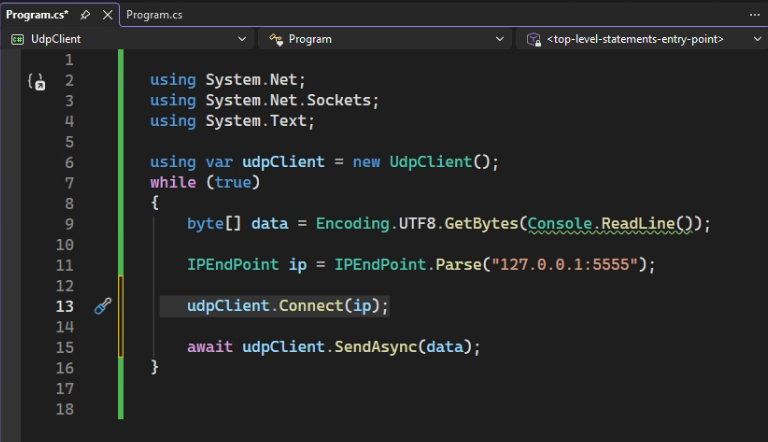 Program.cs* Program.cs
UdpClient Program <top-level-statements-entry-point>
1
2 using System.Net;
3 using System.Net.Sockets;
4 using System.Text;
5
6 using var udpClient = new UdpClient();
7 while (true)
8 {
9 byte[] data = Encoding.UTF8.GetBytes(Console.ReadLine());
10
11 IPEndPoint ip = IPEndPoint.Parse("127.0.0.1:5555");
12
13 udpClient.Connect(ip);
14
15 await udpClient.SendAsync(data);
16 }
17
18